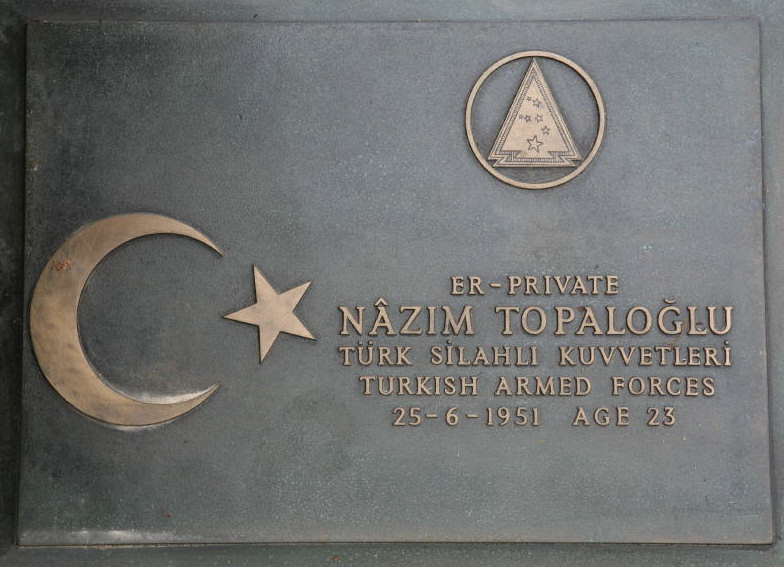 ER-PRIVATE
NÂZIM TOPALOĞLU
TÜRK SİLAHLI KUVVETLERİ
TURKISH ARMED FORCES
25-6-1951 AGE 23